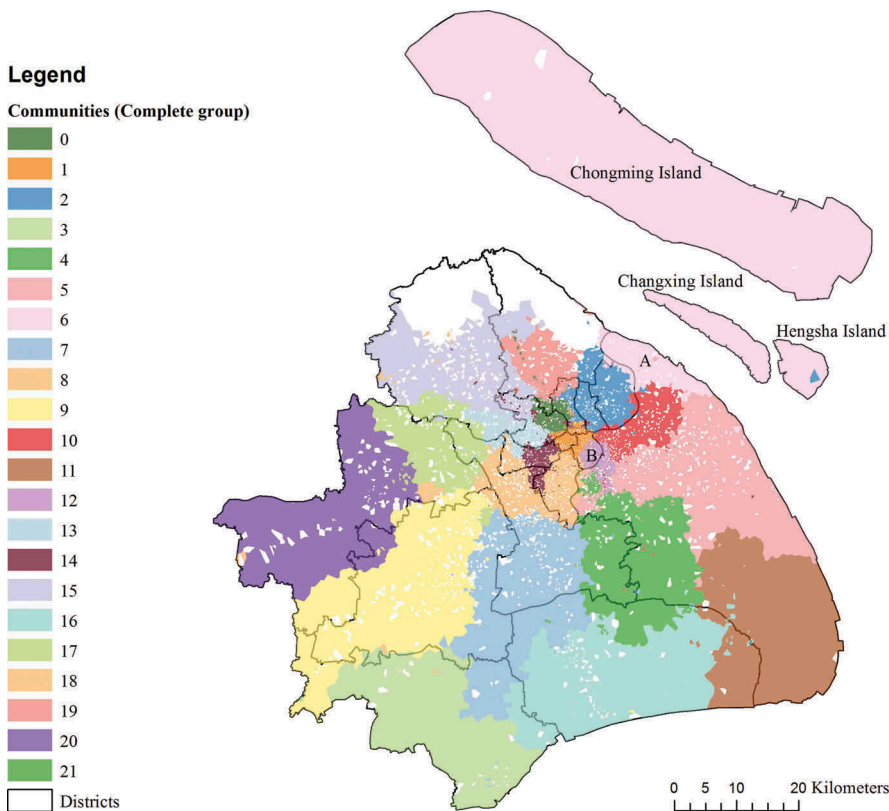 Legend
Communities (Complete group)
0
1
2
3
4
5
6
7
8
9
10
11
12
13
14
15
16
17
18
19
20
21
Districts
Chongming Island
Changxing Island
Hengsha Island
A
B
0 5 10 20 Kilometers